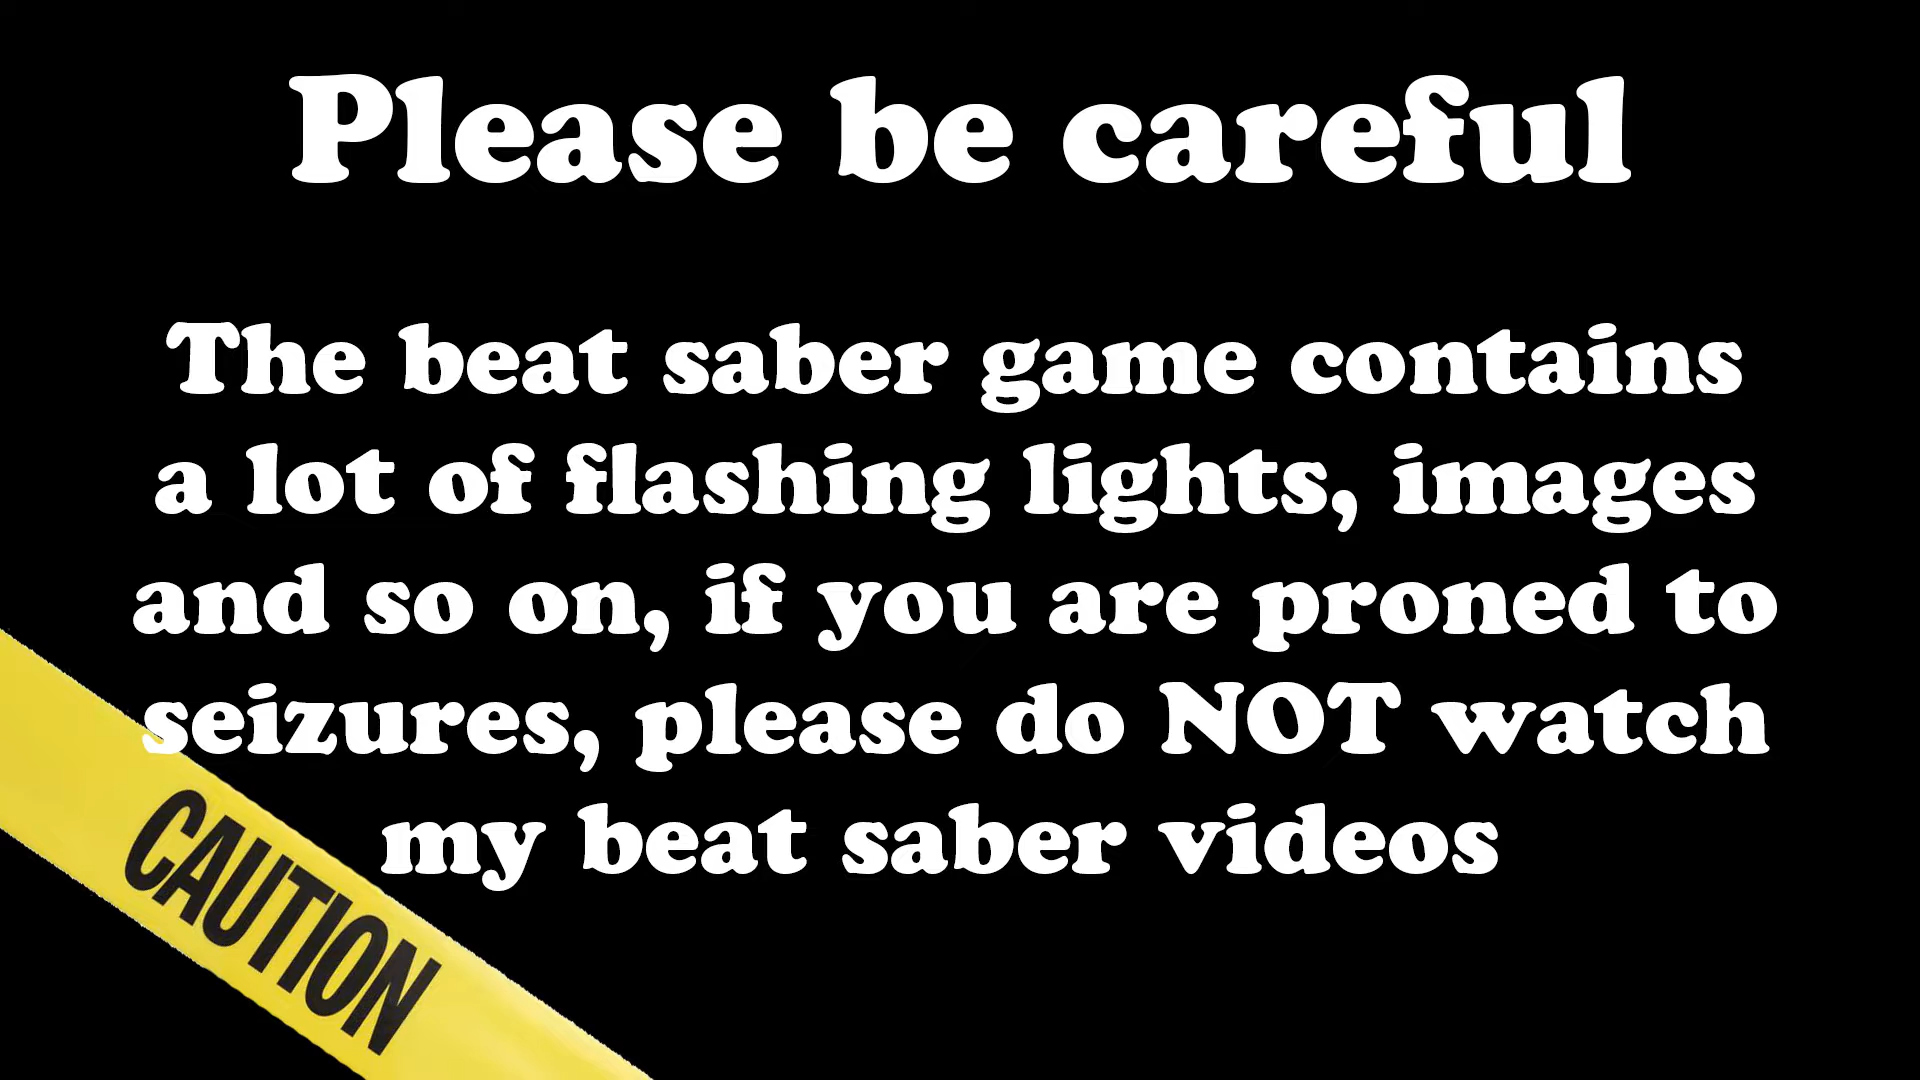 Please be careful
The beat saber game contains
a lot of flashing lights, images
and so on, if you are proned to
seizures, please do NOT watch
my beat saber videos
CAUTION